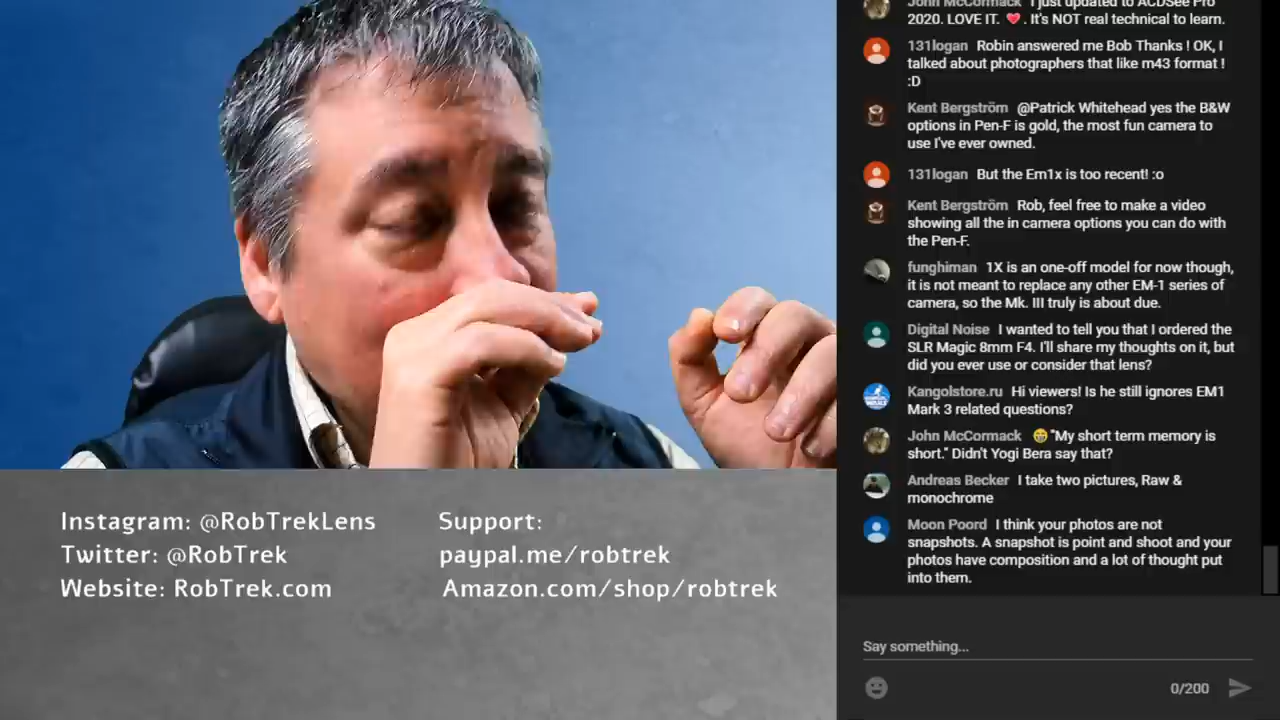 John McCormack I just updated to ACDSee Pro
2020. LOVE IT. ❤️ . It's NOT real technical to learn.
131logan Robin answered me Bob Thanks ! OK, I
talked about photographers that like m43 format !
:D
Kent Bergström @Patrick Whitehead yes the B&W
options in Pen-F is gold, the most fun camera to
use I've ever owned.
131logan But the Em1x is too recent! :o
Kent Bergström Rob, feel free to make a video
showing all the in camera options you can do with
the Pen-F.
funghiman 1X is an one-off model for now though,
it is not meant to replace any other EM-1 series of
camera, so the Mk. III truly is about due.
Digital Noise I wanted to tell you that I ordered the
SLR Magic 8mm F4. I'll share my thoughts on it, but
did you ever use or consider that lens?
Kangolstore.ru Hi viewers! Is he still ignores EM1
Mark 3 related questions?
John McCormack 😁 "My short term memory is
short." Didn't Yogi Bera say that?
Andreas Becker I take two pictures, Raw &
monochrome
Moon Poord I think your photos are not
snapshots. A snapshot is point and shoot and your
photos have composition and a lot of thought put
into them.
Say something...
0/200
Instagram: @RobTrekLens
Twitter: @RobTrek
Website: RobTrek.com
Support:
paypal.me/robtrek
Amazon.com/shop/robtrek